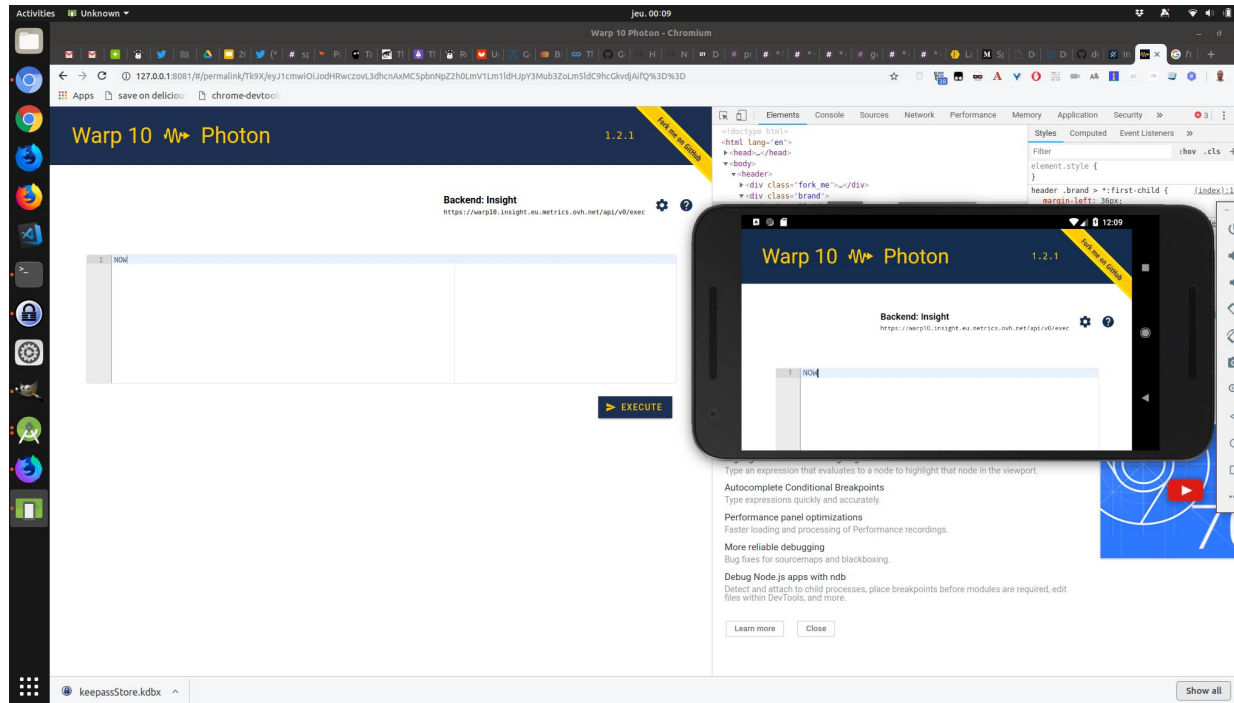 Activities Unknown jeu. 00:09
Warp 10 Photon - Chromium
127.0.0.1:8081/#/permalink/Tk9X/eyJ1cmwiOiJodHRwczovL3dhcnAxMC5pbnNpZ2h0LmV1Lm1ldHJpY3Mub3ZoLm5ldC9hcGkvdjAifQ%3D%3D
Apps save on delicious chrome-devtool
Elements Console Sources Network Performance Memory Application Security » 3
Warp 10 Photon 1.2.1
Fork me on GitHub
Backend: Insight
https://warp10.insight.eu.metrics.ovh.net/api/v0/exec
1 NOW
EXECUTE
<!doctype html>
<html lang="en">
<head>…</head>
<body>
<header>
<div class="fork_me">…</div>
<div class="brand">
Styles Computed Event Listeners »
Filter :hov .cls +
element.style {
}
header .brand > *:first-child { (index):1
margin-left: 36px;
12:09
Warp 10 Photon 1.2.1
Fork me on GitHub
Backend: Insight
https://warp10.insight.eu.metrics.ovh.net/api/v0/exec
1 NOW
Type an expression that evaluates to a node to highlight that node in the viewport.
Autocomplete Conditional Breakpoints
Type expressions quickly and accurately.
Performance panel optimizations
Faster loading and processing of Performance recordings.
More reliable debugging
Bug fixes for sourcemaps and blackboxing.
Debug Node.js apps with ndb
Detect and attach to child processes, place breakpoints before modules are required, edit
files within DevTools, and more.
Learn more Close
keepassStore.kdbx
Show all